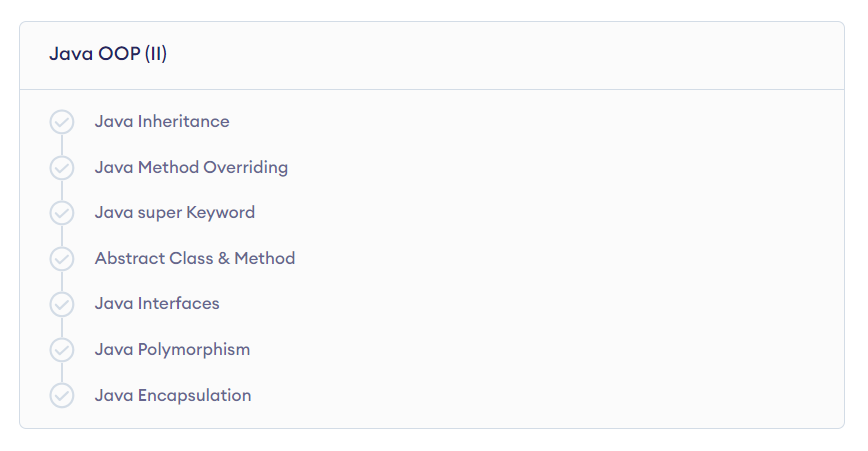 Java OOP (II)
Java Inheritance
Java Method Overriding
Java super Keyword
Abstract Class & Method
Java Interfaces
Java Polymorphism
Java Encapsulation